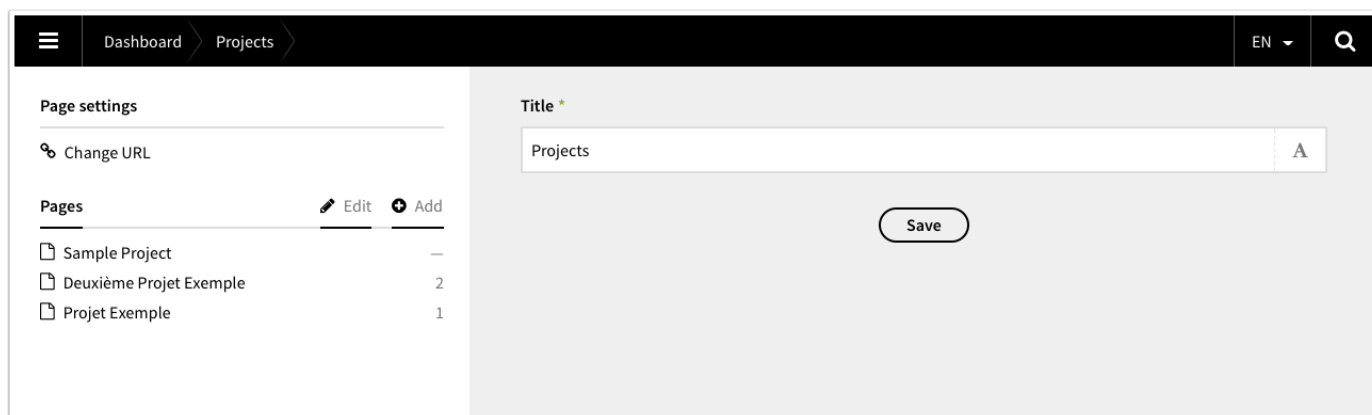 Dashboard Projects EN
Page settings
Change URL
Pages Edit Add
Sample Project —
Deuxième Projet Exemple 2
Projet Exemple 1
Title *
Projects A
Save